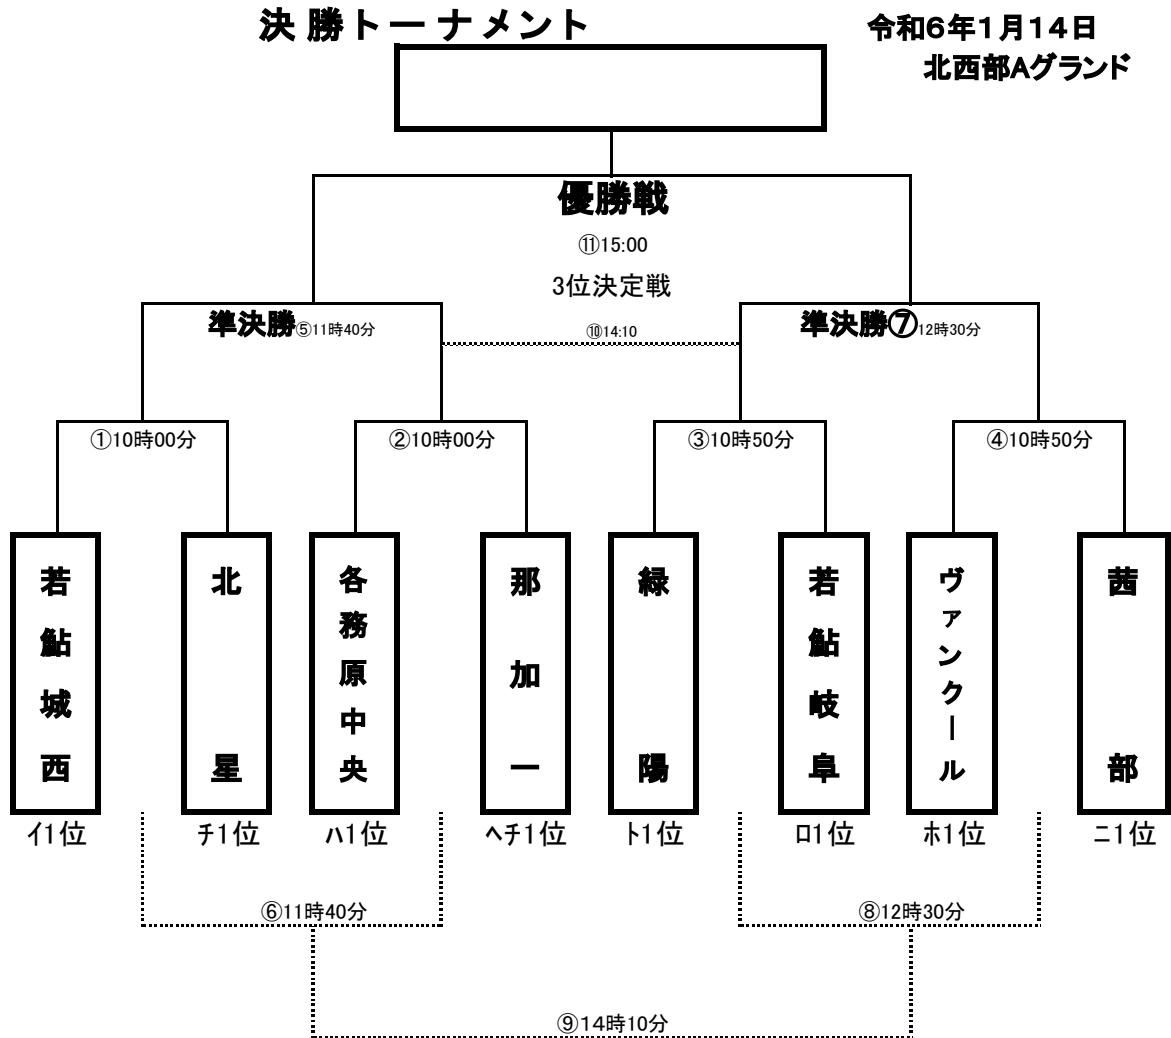 決勝トーナメント
令和6年1月14日
北西部Aグランド
優勝戦
⑪15:00
3位決定戦
準決勝⑤11時40分
⑩14:10
準決勝⑦12時30分
①10時00分
②10時00分
③10時50分
④10時50分
若鮎城西
北星
各務原中央
那加一
緑陽
若鮎岐阜
ヴァンクール
茜部
イ1位
チ1位
ハ1位
ヘチ1位
ト1位
ロ1位
ホ1位
ニ1位
⑥11時40分
⑧12時30分
⑨14時10分